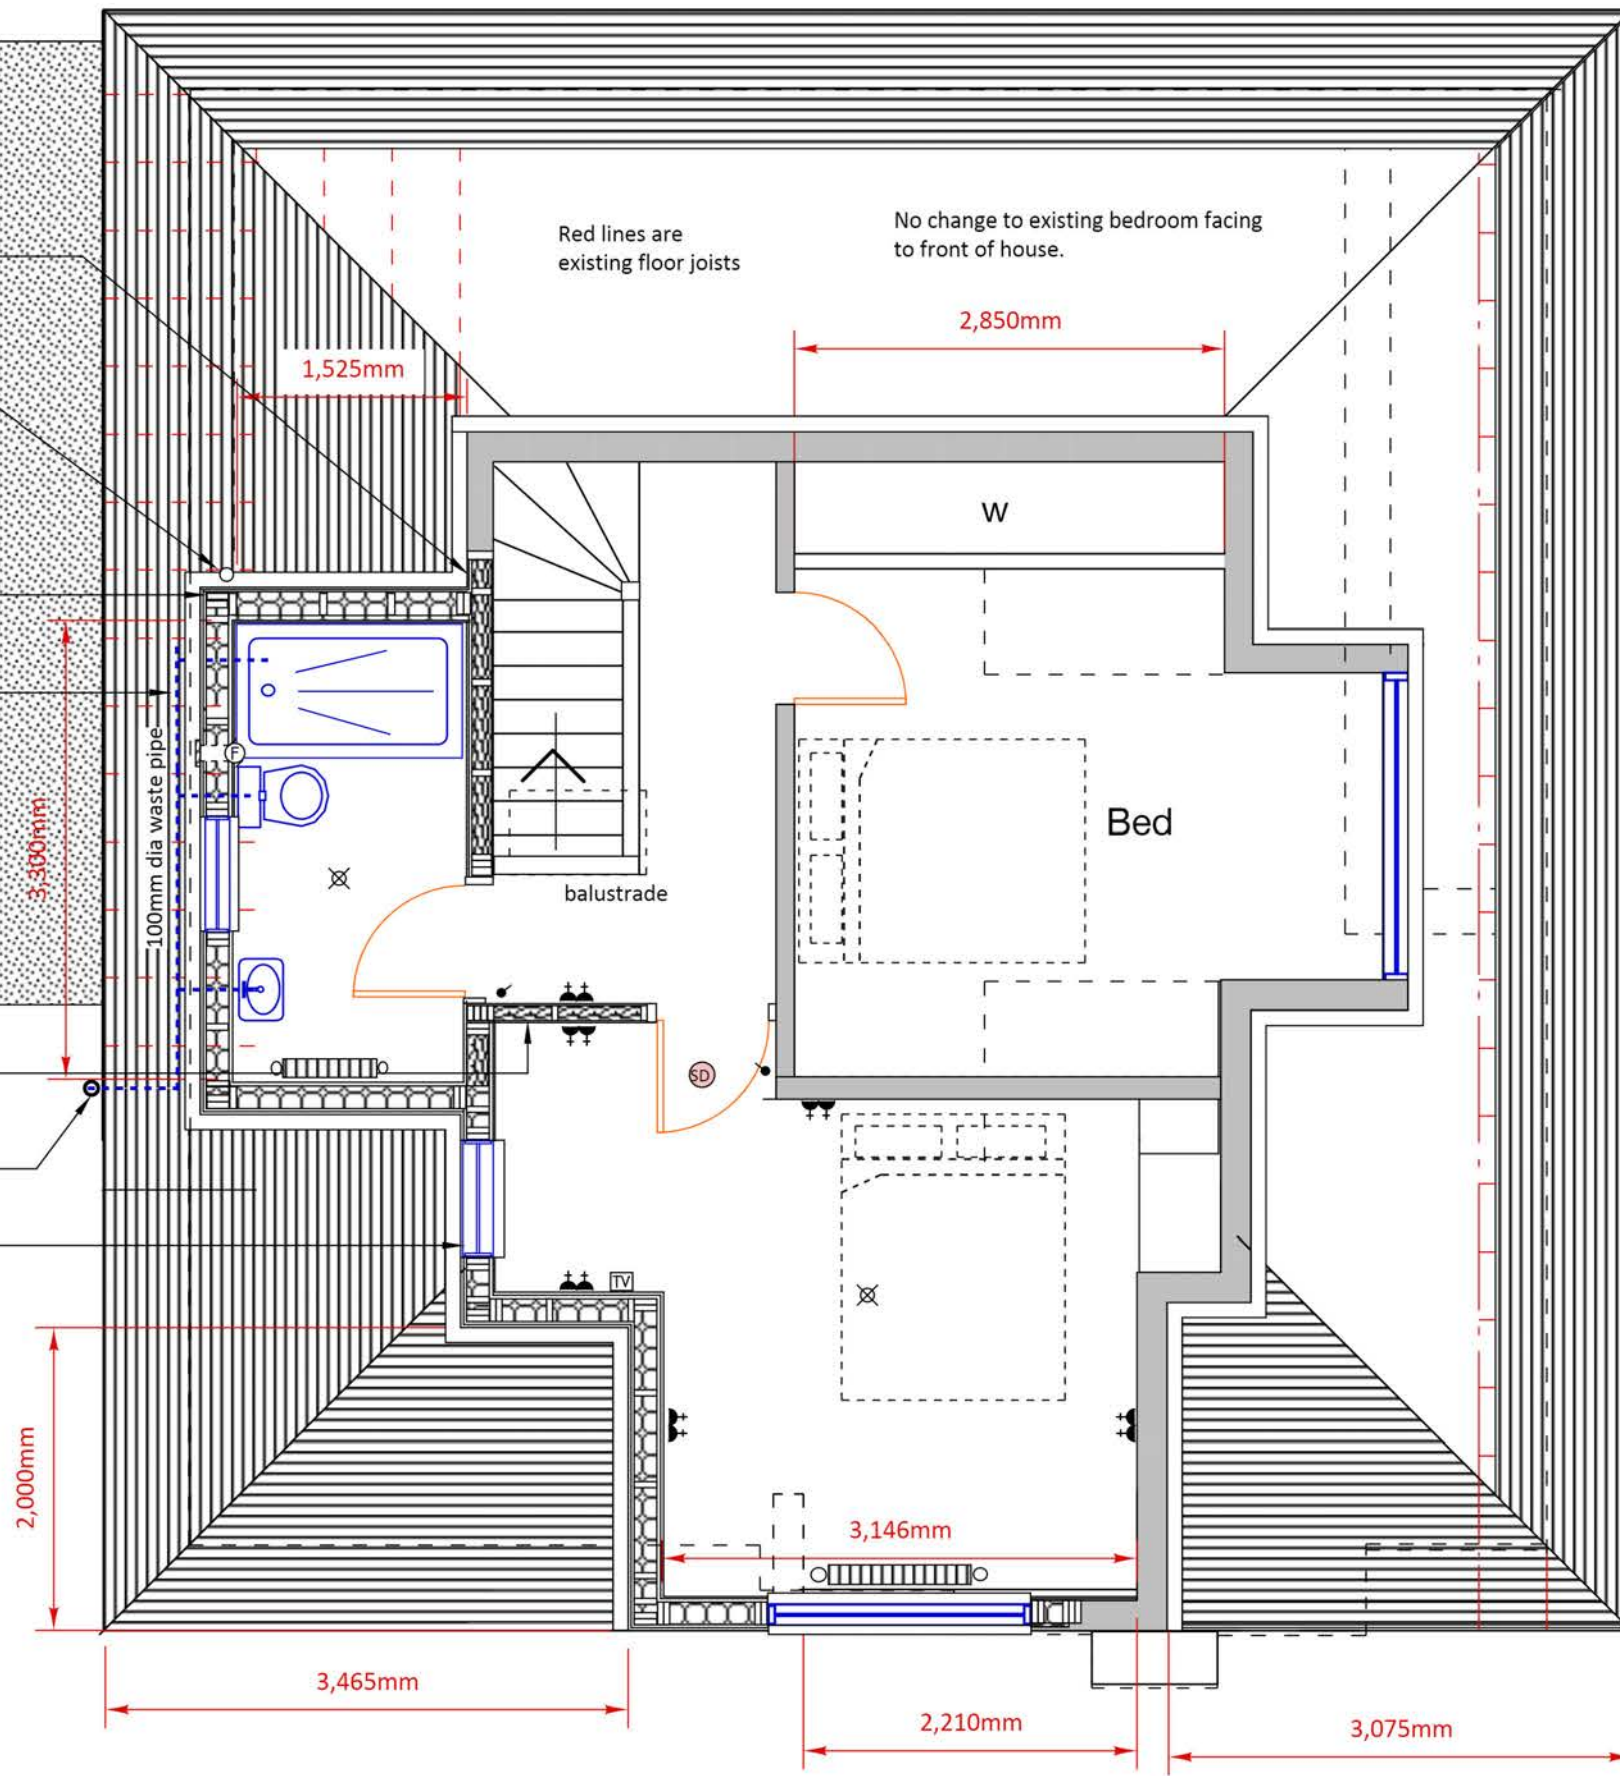 Red lines are
existing floor joists
No change to existing bedroom facing
to front of house.
2,850mm
1,525mm
W
100mm dia waste pipe
3,300mm
F
Bed
balustrade
SD
TV
2,000mm
3,146mm
3,465mm
2,210mm
3,075mm